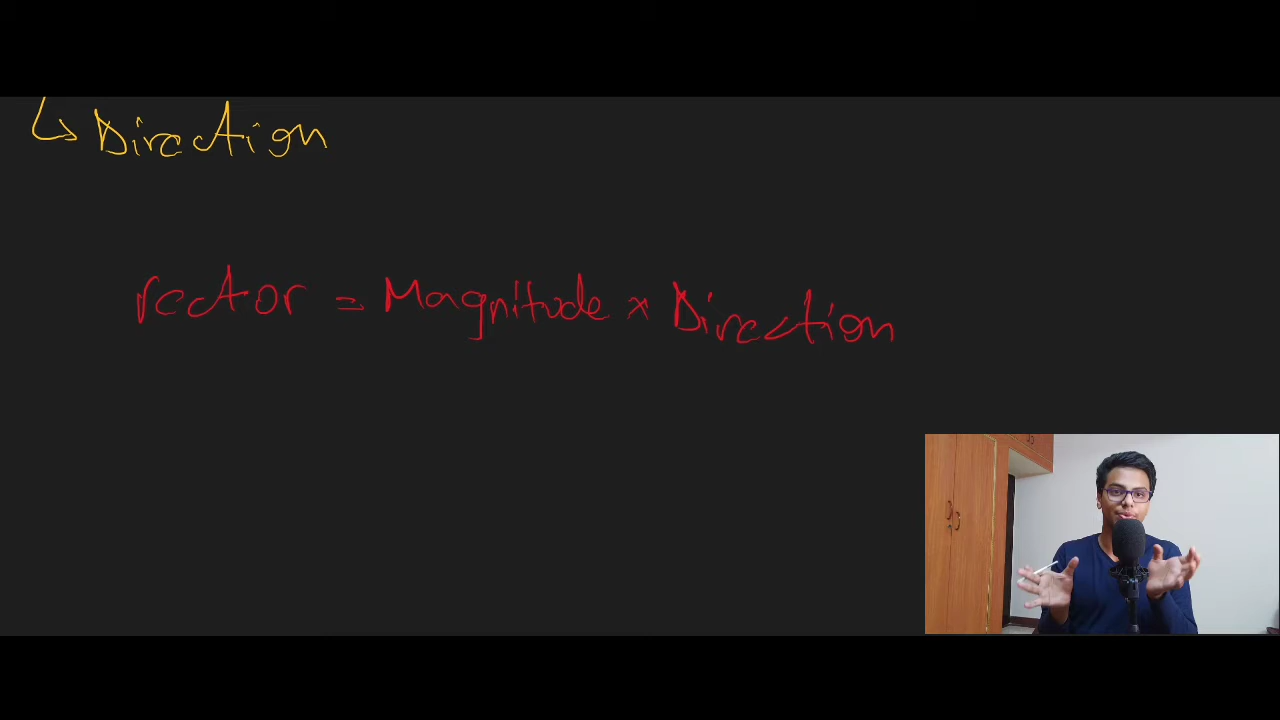 ↳ Direction
Vector = Magnitude × Direction